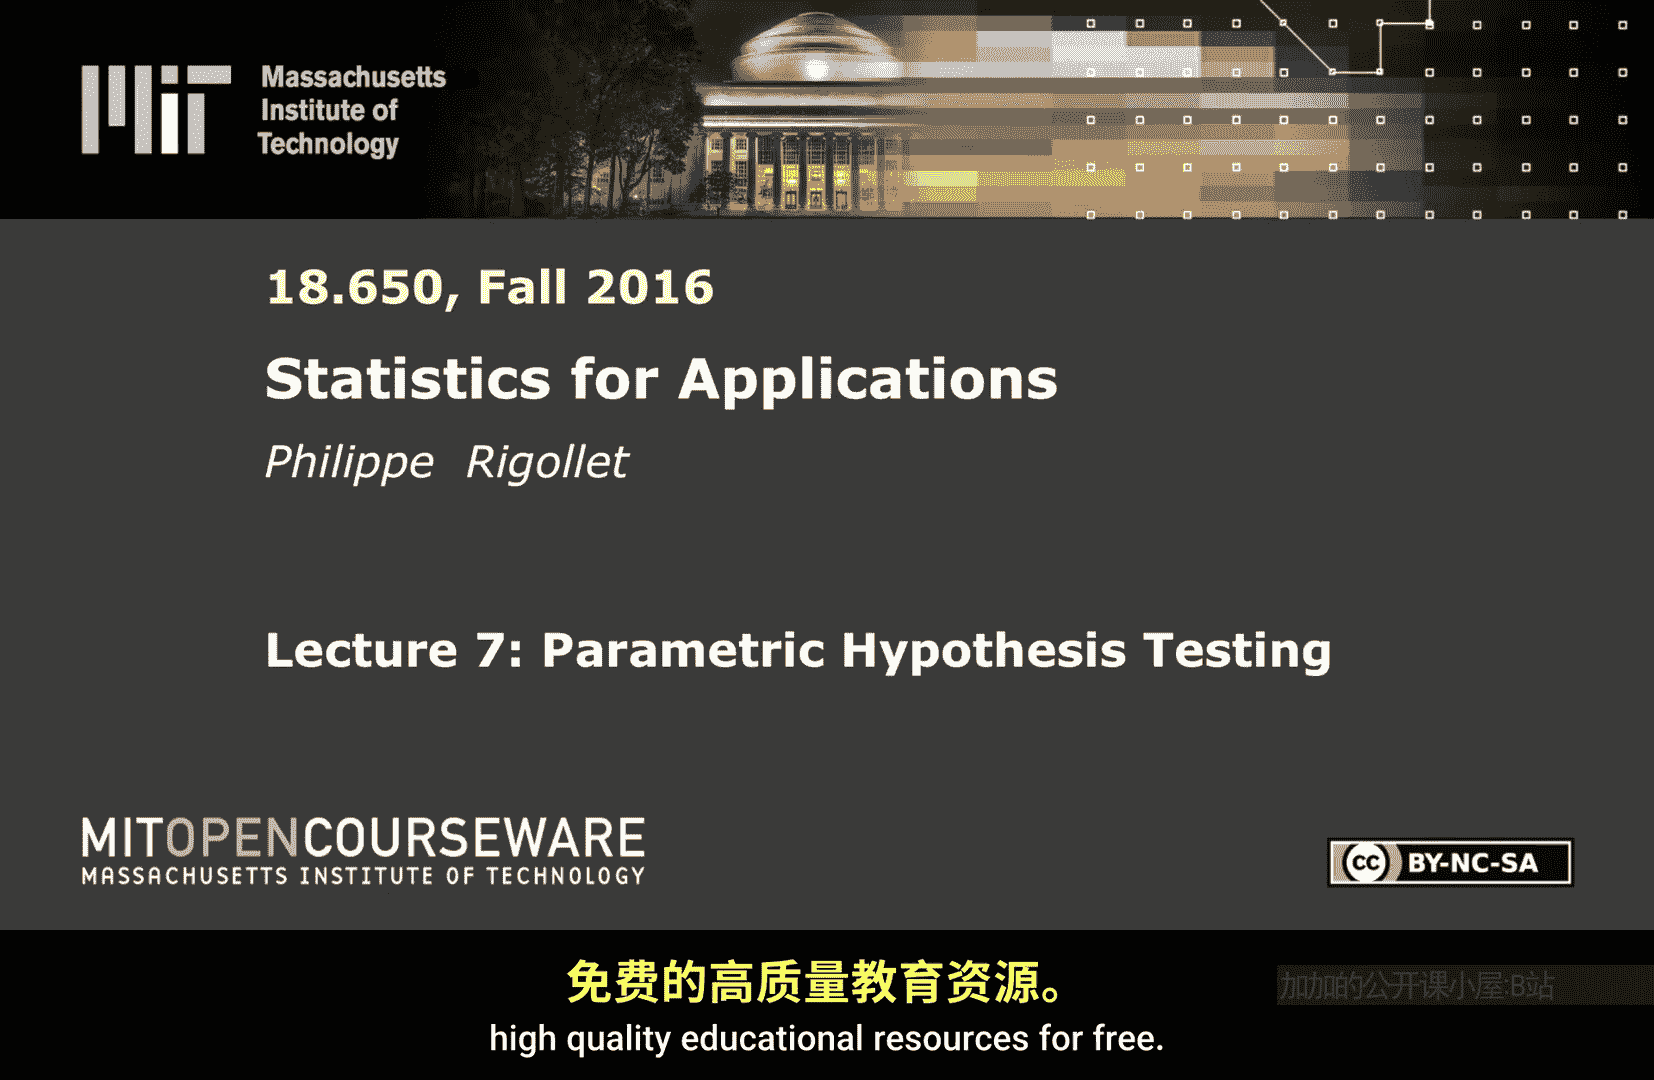 MIT
Massachusetts
Institute of
Technology
18.650, Fall 2016
Statistics for Applications
Philippe Rigollet
Lecture 7: Parametric Hypothesis Testing
MITOPENCOURSEWARE
MASSACHUSETTS INSTITUTE OF TECHNOLOGY
cc BY-NC-SA
免费的高质量教育资源。
加加的公开课小屋:B站
high quality educational resources for free.